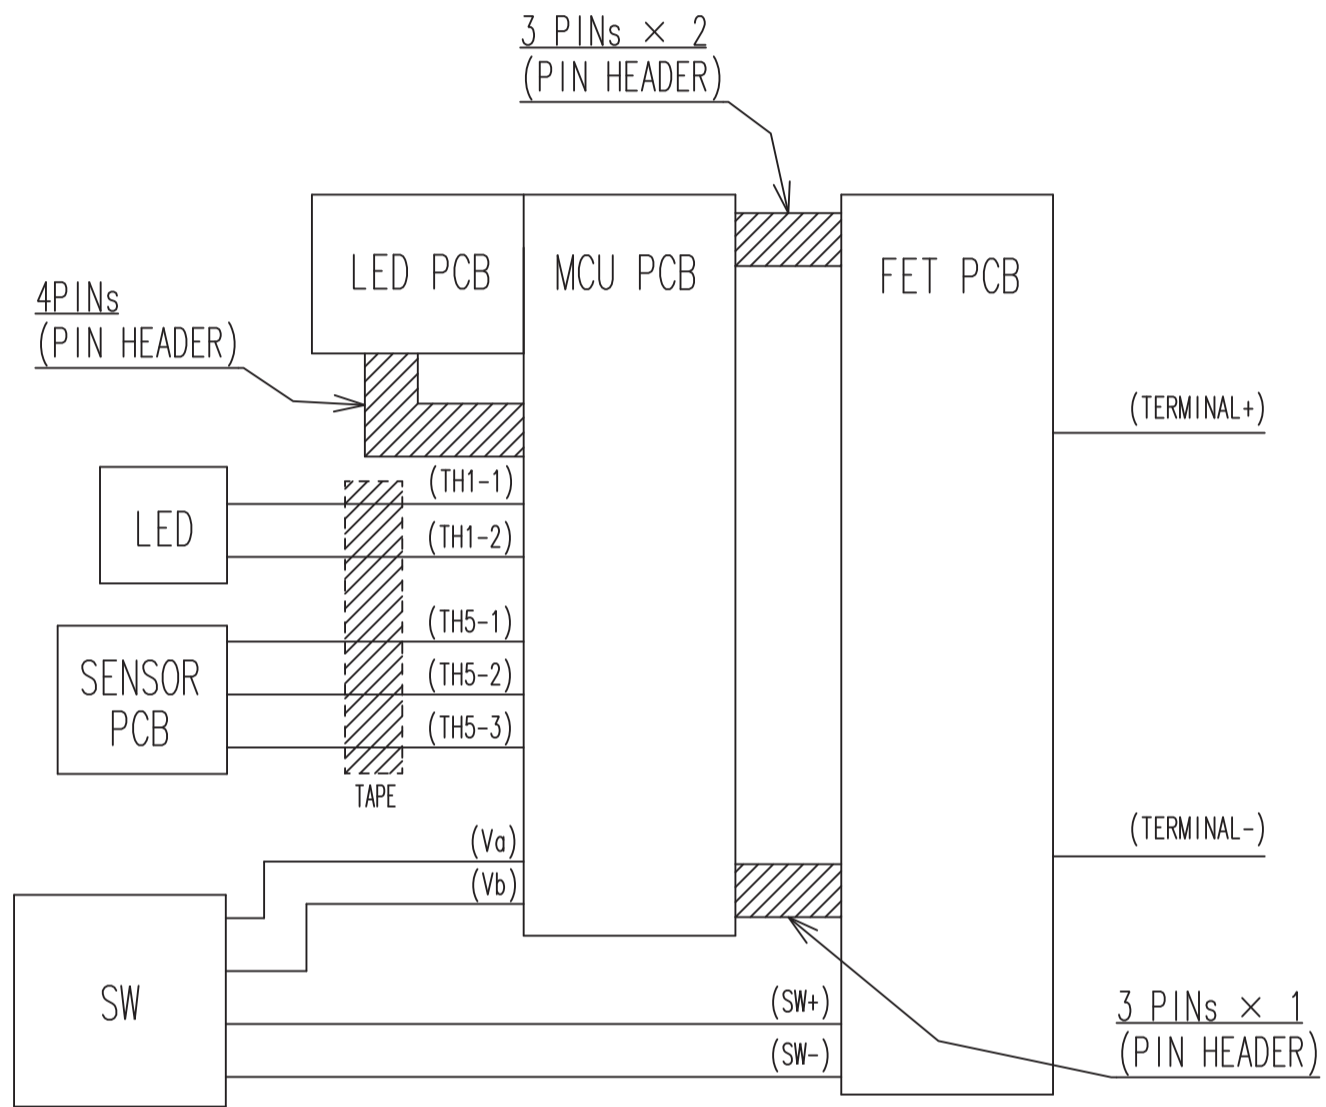 3 PINs × 2
(PIN HEADER)
LED PCB
MCU PCB
FET PCB
4PINs
(PIN HEADER)
(TERMINAL+)
(TH1-1)
LED
(TH1-2)
(TH5-1)
SENSOR
PCB
(TH5-2)
(TH5-3)
TAPE
(TERMINAL-)
(Va)
(Vb)
SW
(SW+)
(SW-)
3 PINs × 1
(PIN HEADER)